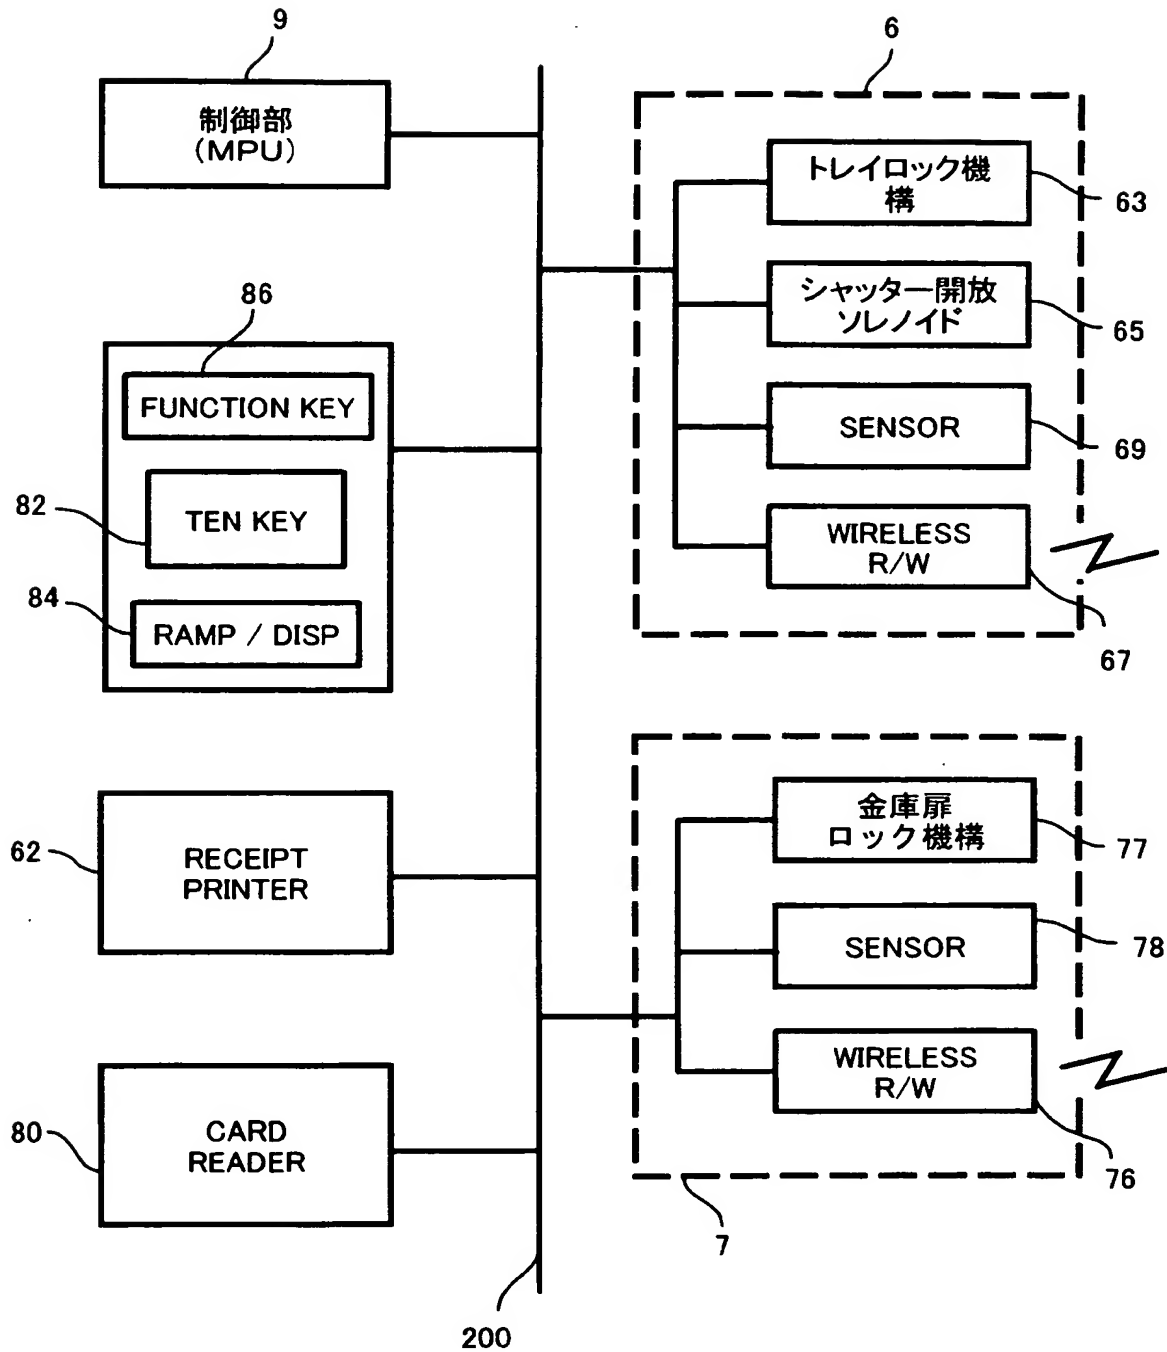 9
制御部
(MPU)
86
FUNCTION KEY
82
TEN KEY
84
RAMP / DISP
62
RECEIPT
PRINTER
80
CARD
READER
200
6
トレイロック機
構
63
シャッター開放
ソレノイド
65
SENSOR
69
WIRELESS
R/W
67
金庫扉
ロック機構
77
SENSOR
78
WIRELESS
R/W
76
7